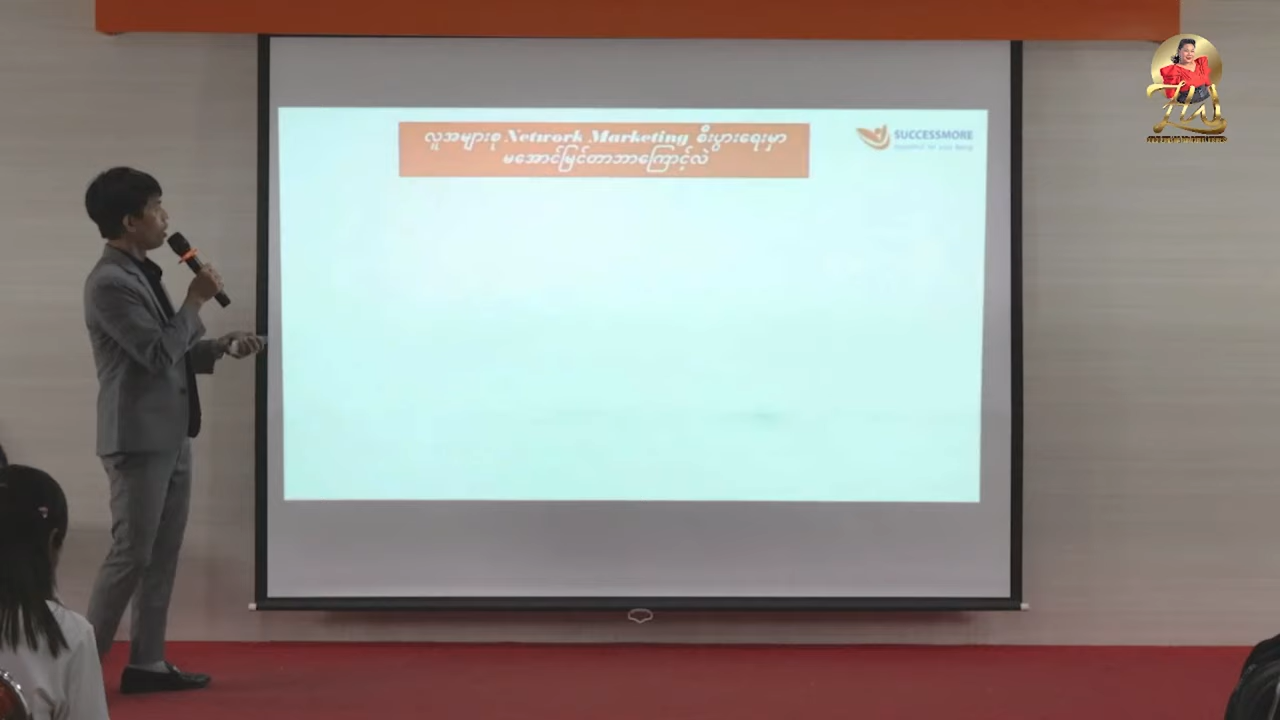 လူအများစု Network Marketing စီးပွားရေးမှာ
မအောင်မြင်တာဘာကြောင့်လဲ
SUCCESSMORE